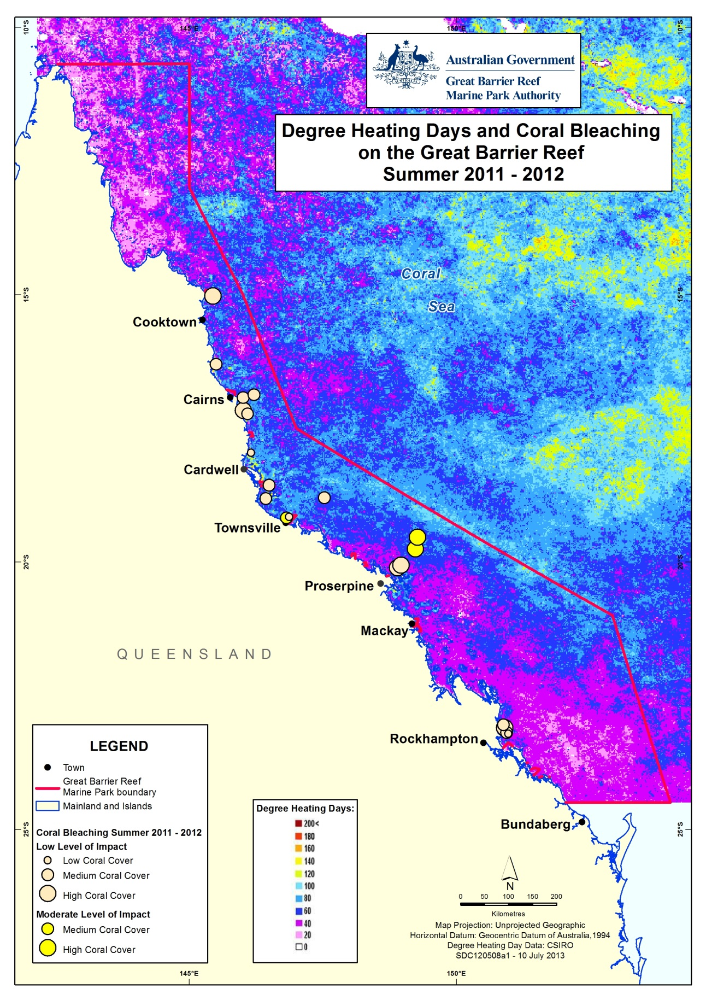 145°E
150°E
10°S
10°S
Australian Government
Great Barrier Reef
Marine Park Authority
AUSTRALIA
Degree Heating Days and Coral Bleaching
on the Great Barrier Reef
Summer 2011 - 2012
Coral
Sea
15°S
15°S
Cooktown
Cairns
Cardwell
Townsville
20°S
20°S
Proserpine
Mackay
QUEENSLAND
Rockhampton
Bundaberg
25°S
25°S
LEGEND
Town
Great Barrier Reef
Marine Park boundary
Mainland and Islands
Coral Bleaching Summer 2011 - 2012
Low Level of Impact
Low Coral Cover
Medium Coral Cover
High Coral Cover
Moderate Level of Impact
Medium Coral Cover
High Coral Cover
Degree Heating Days:
200<
180
160
140
120
100
80
60
40
20
0
N
0 50 100 150 200
Kilometres
Map Projection: Unprojected Geographic
Horizontal Datum: Geocentric Datum of Australia,1994
Degree Heating Day Data: CSIRO
SDC120508a1 - 10 July 2013
145°E
150°E